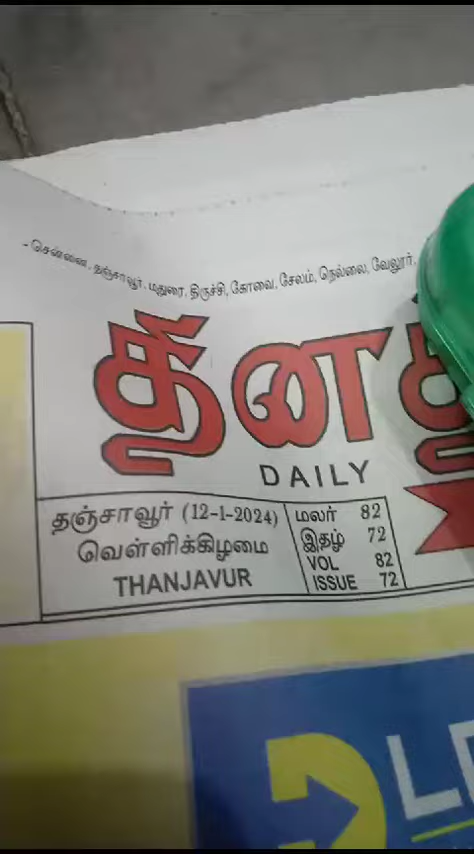 - சென்னை, தஞ்சாவூர், மதுரை, திருச்சி, கோவை, சேலம், நெல்லை, வேலூர்,
தின
DAILY
தஞ்சாவூர் (12-1-2024)
வெள்ளிக்கிழமை
THANJAVUR
மலர் 82
இதழ் 72
VOL 82
ISSUE 72